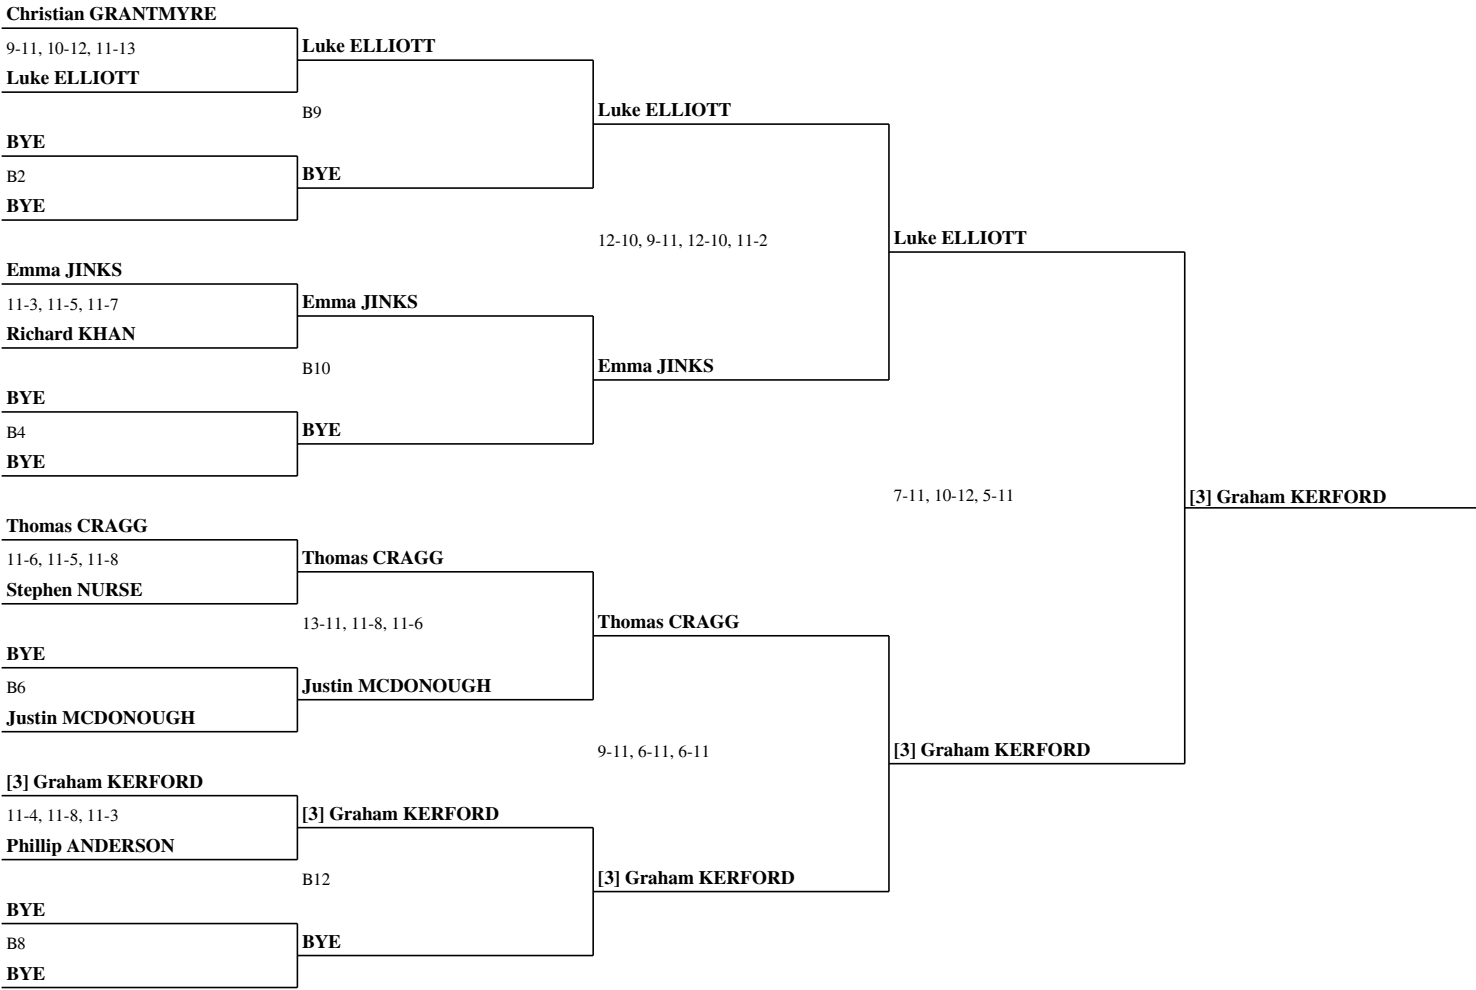 Christian GRANTMYRE
9-11, 10-12, 11-13
Luke ELLIOTT
BYE
B2
BYE
Emma JINKS
11-3, 11-5, 11-7
Richard KHAN
BYE
B4
BYE
Thomas CRAGG
11-6, 11-5, 11-8
Stephen NURSE
BYE
B6
Justin MCDONOUGH
[3] Graham KERFORD
11-4, 11-8, 11-3
Phillip ANDERSON
BYE
B8
BYE
Luke ELLIOTT
B9
BYE
Emma JINKS
B10
BYE
Thomas CRAGG
13-11, 11-8, 11-6
Justin MCDONOUGH
[3] Graham KERFORD
B12
BYE
Luke ELLIOTT
12-10, 9-11, 12-10, 11-2
Emma JINKS
Thomas CRAGG
9-11, 6-11, 6-11
[3] Graham KERFORD
Luke ELLIOTT
7-11, 10-12, 5-11
[3] Graham KERFORD
[3] Graham KERFORD